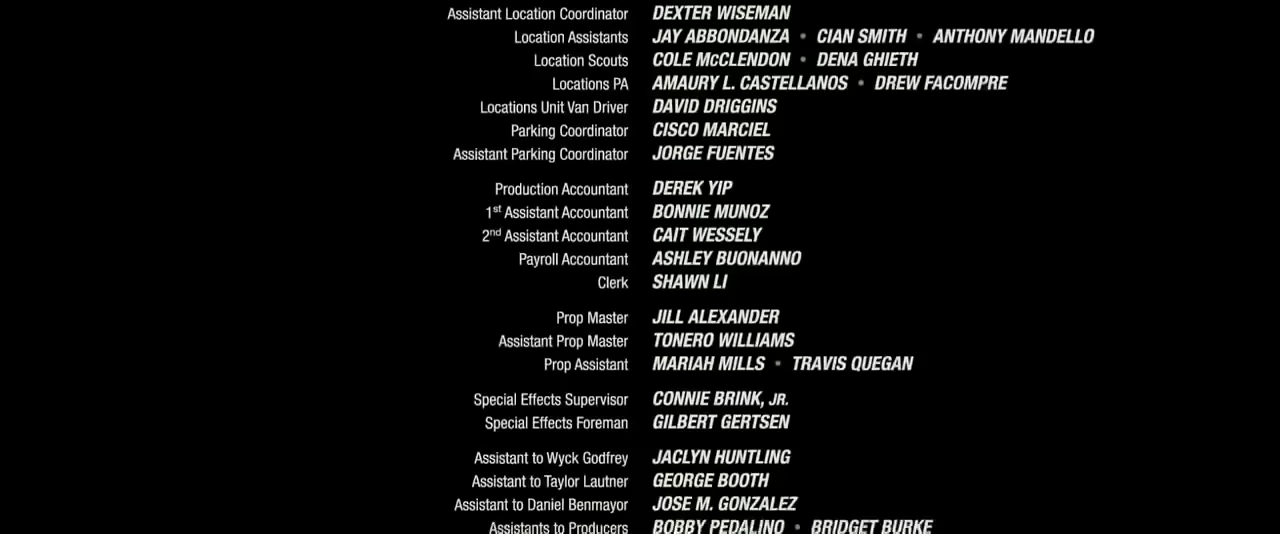 Assistant Location Coordinator DEXTER WISEMAN
Location Assistants JAY ABBONDANZA • CIAN SMITH • ANTHONY MANDELLO
Location Scouts COLE McCLENDON • DENA GHIETH
Locations PA AMAURY L. CASTELLANOS • DREW FACOMPRE
Locations Unit Van Driver DAVID DRIGGINS
Parking Coordinator CISCO MARCIEL
Assistant Parking Coordinator JORGE FUENTES
Production Accountant DEREK YIP
1st Assistant Accountant BONNIE MUNOZ
2nd Assistant Accountant CAIT WESSELY
Payroll Accountant ASHLEY BUONANNO
Clerk SHAWN LI
Prop Master JILL ALEXANDER
Assistant Prop Master TONERO WILLIAMS
Prop Assistant MARIAH MILLS • TRAVIS QUEGAN
Special Effects Supervisor CONNIE BRINK, JR.
Special Effects Foreman GILBERT GERTSEN
Assistant to Wyck Godfrey JACLYN HUNTLING
Assistant to Taylor Lautner GEORGE BOOTH
Assistant to Daniel Benmayor JOSE M. GONZALEZ
Assistants to Producers BOBBY PEDALINO • BRIDGET BURKE